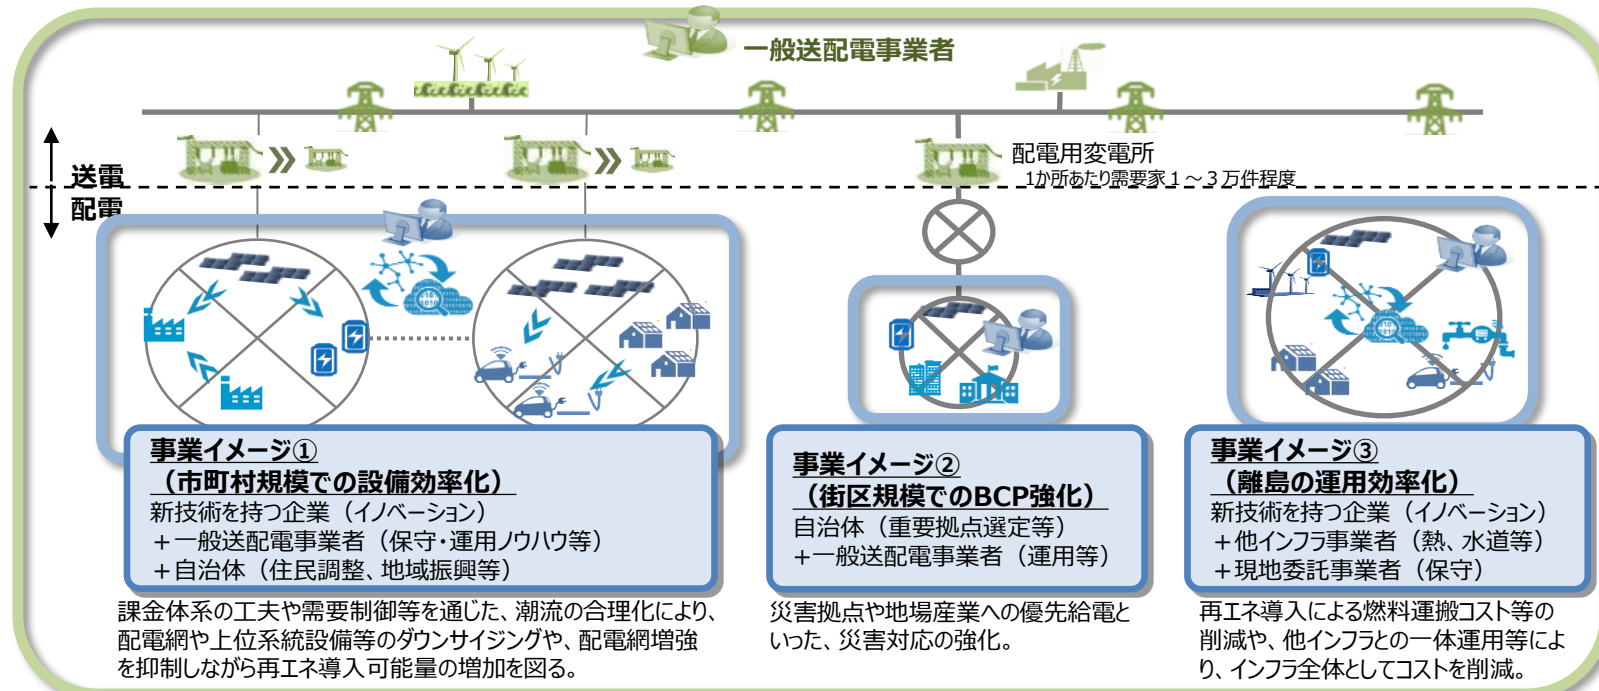 一般送配電事業者
送電
配電
配電用変電所
1か所あたり需要家１～３万件程度
事業イメージ①
（市町村規模での設備効率化）
新技術を持つ企業（イノベーション）
＋一般送配電事業者（保守・運用ノウハウ等）
＋自治体（住民調整、地域振興等）
課金体系の工夫や需要制御等を通じた、潮流の合理化により、
配電網や上位系統設備等のダウンサイジングや、配電網増強
を抑制しながら再エネ導入可能量の増加を図る。
事業イメージ②
（街区規模でのBCP強化）
自治体（重要拠点選定等）
＋一般送配電事業者（運用等）
災害拠点や地場産業への優先給電と
いった、災害対応の強化。
事業イメージ③
（離島の運用効率化）
新技術を持つ企業（イノベーション）
＋他インフラ事業者（熱、水道等）
＋現地委託事業者（保守）
再エネ導入による燃料運搬コスト等の
削減や、他インフラとの一体運用等によ
り、インフラ全体としてコストを削減。